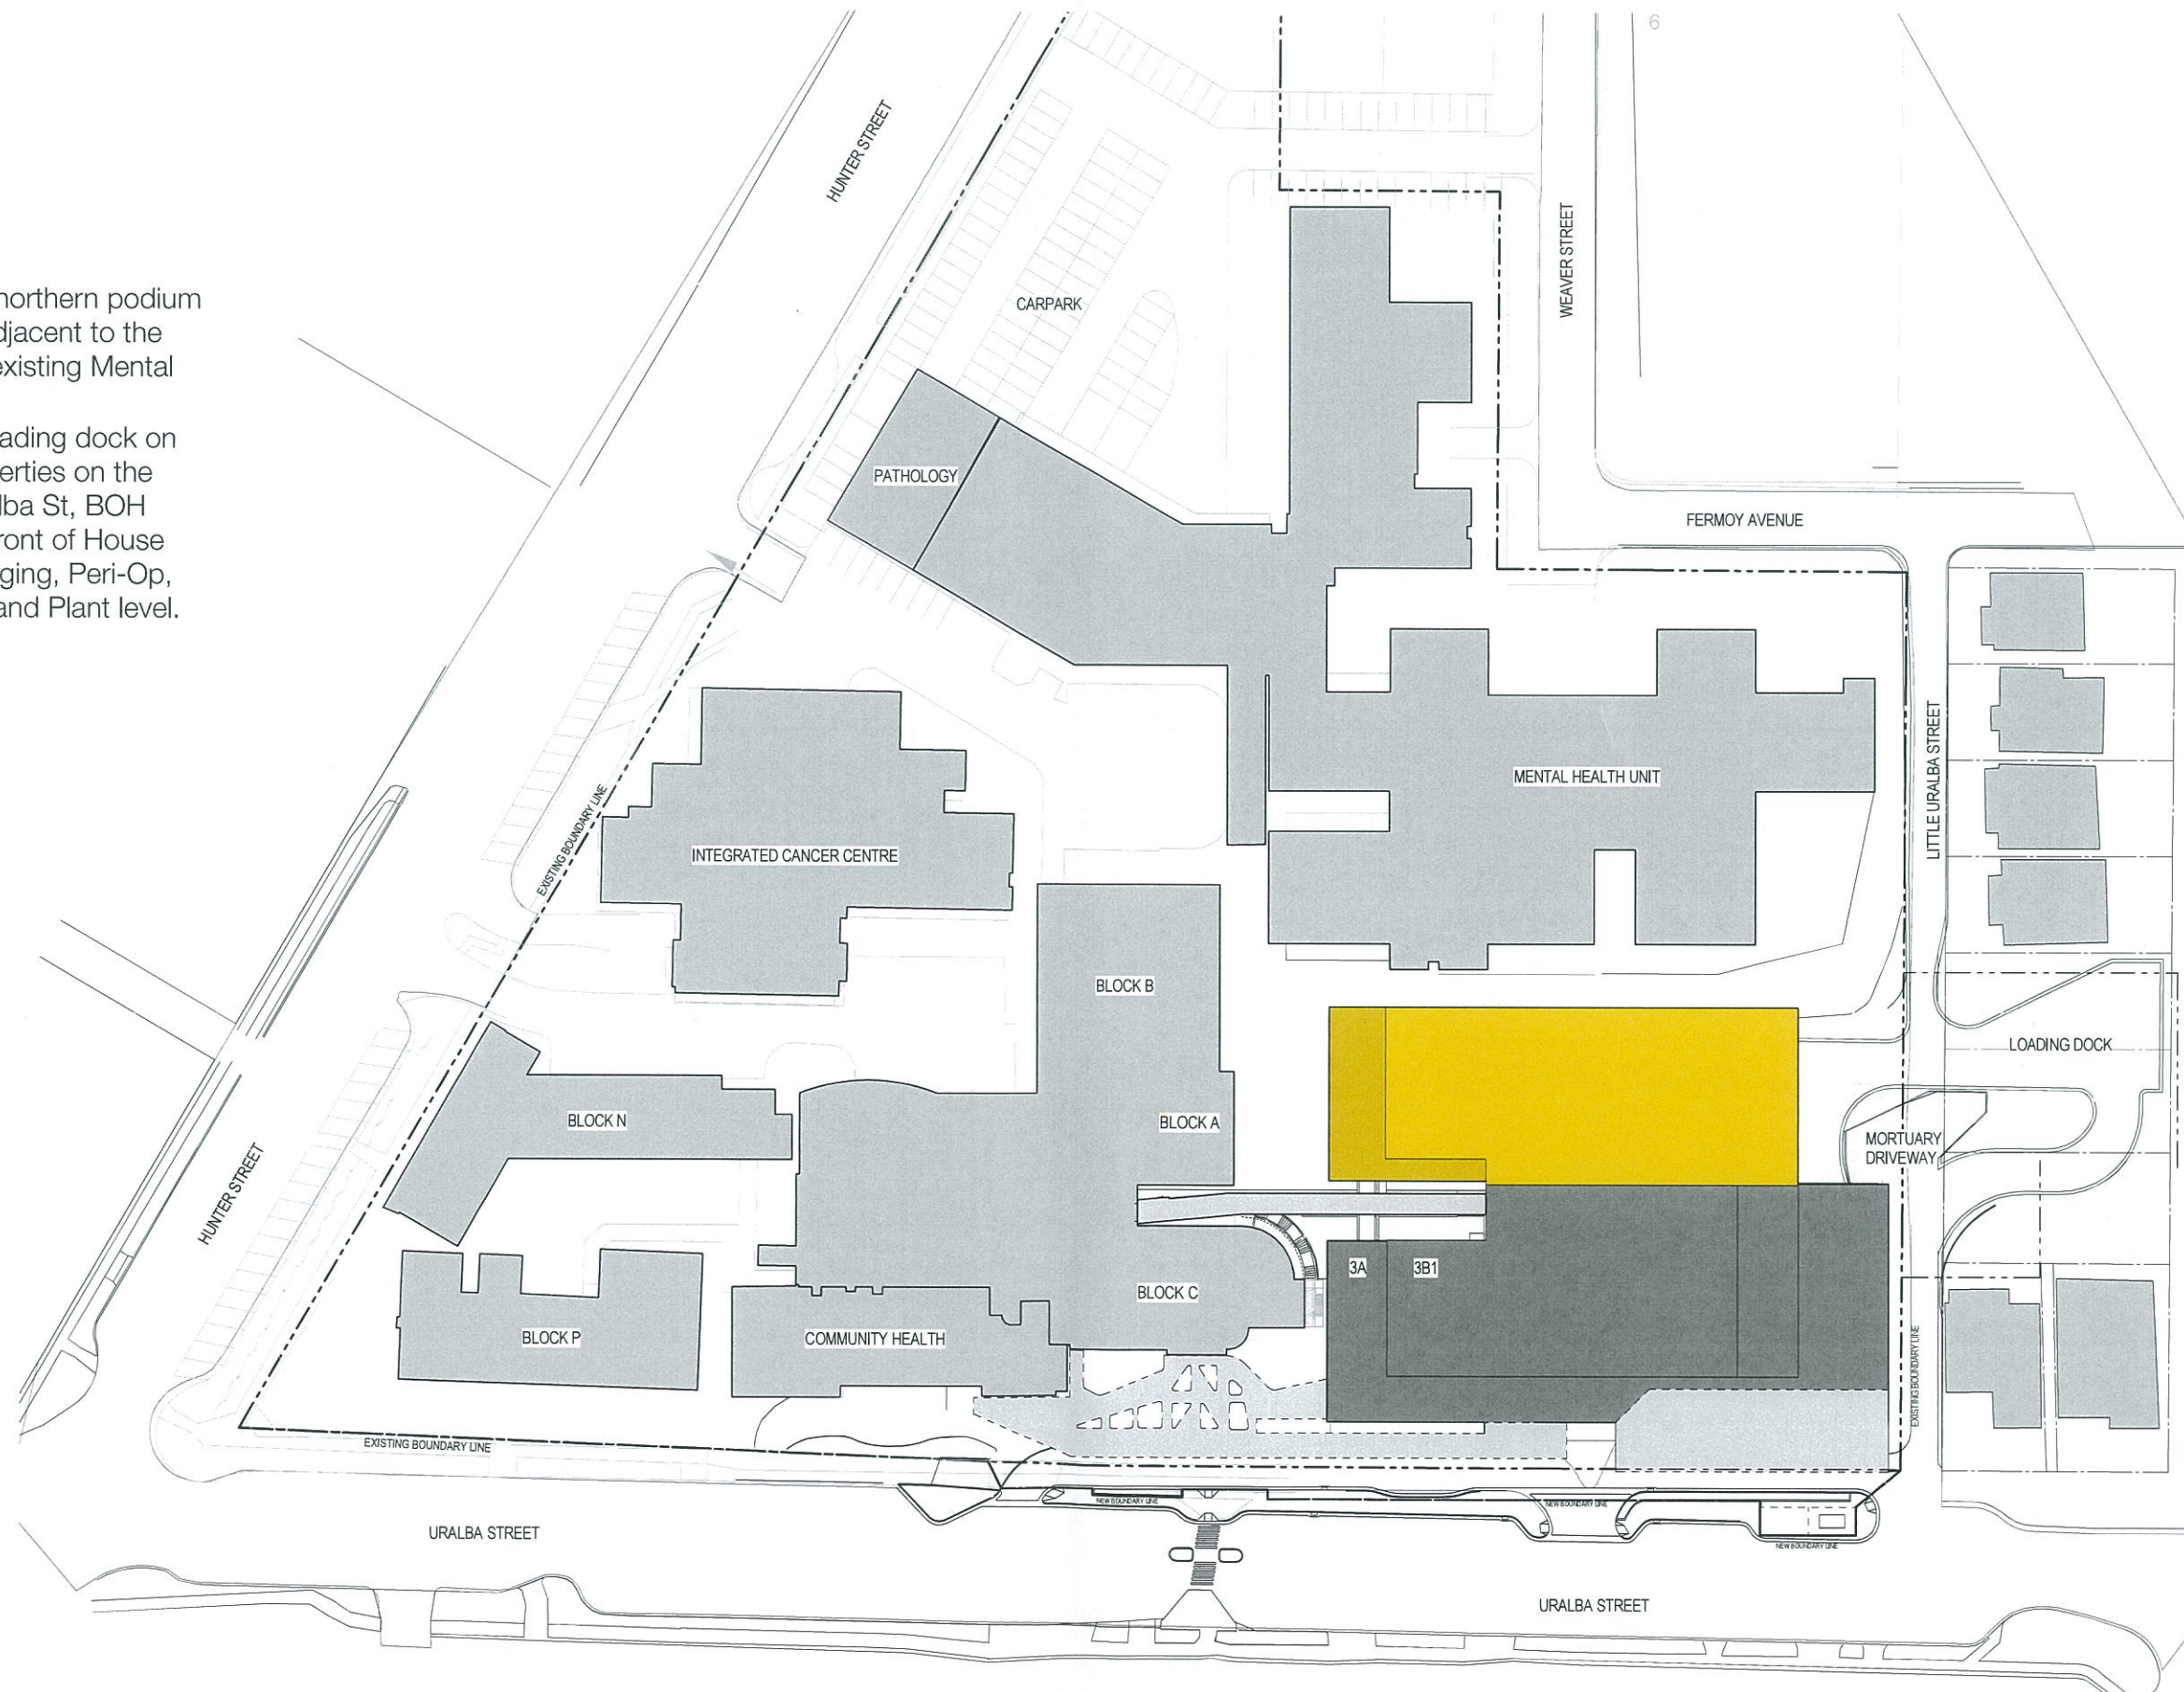 6
HUNTER STREET
northern podium
djacent to the
existing Mental
ading dock on
erties on the
lba St, BOH
ront of House
ging, Peri-Op,
and Plant level.
CARPARK
WEAVER STREET
PATHOLOGY
FERMOY AVENUE
MENTAL HEALTH UNIT
LITTLE URALBA STREET
INTEGRATED CANCER CENTRE
EXISTING BOUNDARY LINE
BLOCK B
LOADING DOCK
BLOCK N
BLOCK A
MORTUARY
DRIVEWAY
HUNTER STREET
3A
3B1
BLOCK C
BLOCK P
COMMUNITY HEALTH
EXISTING BOUNDARY LINE
EXISTING BOUNDARY LINE
NEW BOUNDARY LINE
NEW BOUNDARY LINE
NEW BOUNDARY LINE
URALBA STREET
URALBA STREET